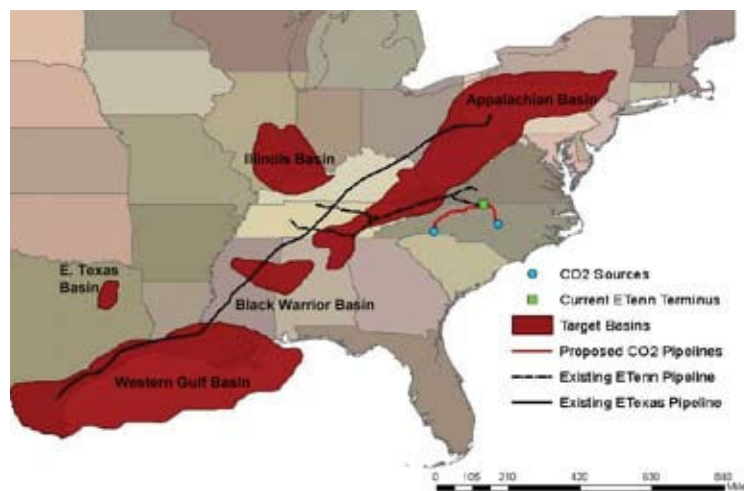 Appalachian Basin
Illinois Basin
E. Texas
Basin
Black Warrior Basin
Western Gulf Basin
CO2 Sources
Current ETenn Terminus
Target Basins
Proposed CO2 Pipelines
Existing ETenn Pipeline
Existing ETexas Pipeline
0 105 210 420 630 840